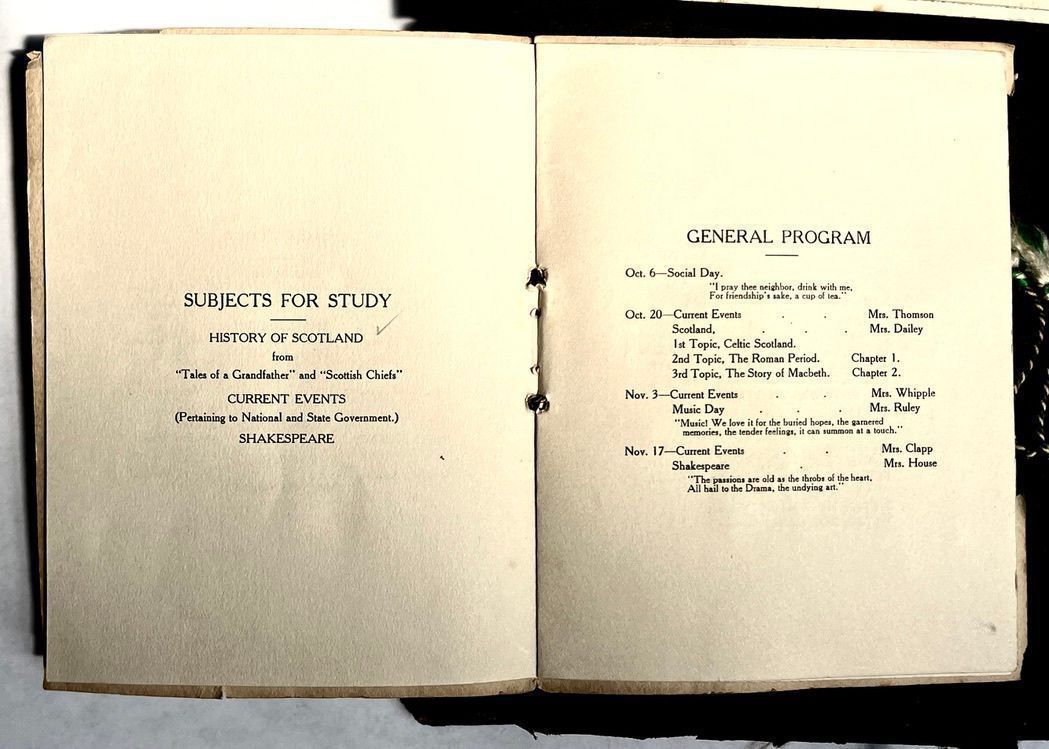 SUBJECTS FOR STUDY
HISTORY OF SCOTLAND
from
"Tales of a Grandfather" and "Scottish Chiefs"
CURRENT EVENTS
(Pertaining to National and State Government.)
SHAKESPEARE
GENERAL PROGRAM
Oct. 6—Social Day.
"I pray thee neighbor, drink with me,
For friendship's sake, a cup of tea."
Oct. 20—Current Events . . Mrs. Thomson
Scotland, . . . Mrs. Dailey
1st Topic, Celtic Scotland.
2nd Topic, The Roman Period. Chapter 1.
3rd Topic, The Story of Macbeth. Chapter 2.
Nov. 3—Current Events . . Mrs. Whipple
Music Day . . . Mrs. Ruley
"Music! We love it for the buried hopes, the garnered
memories, the tender feelings, it can summon at a touch."
Nov. 17—Current Events . . Mrs. Clapp
Shakespeare . Mrs. House
"The passions are old as the throbs of the heart,
All hail to the Drama, the undying art."